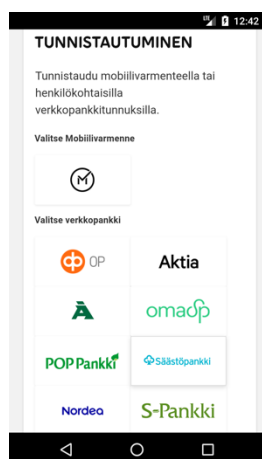 12:42
TUNNISTAUTUMINEN
Tunnistaudu mobiilivarmenteella tai
henkilökohtaisilla
verkkopankkitunnuksilla.
Valitse Mobiilivarmenne
M
Valitse verkkopankki
OP
Aktia
Å
omasp
POP Pankki
Säästöpankki
Nordea
S-Pankki